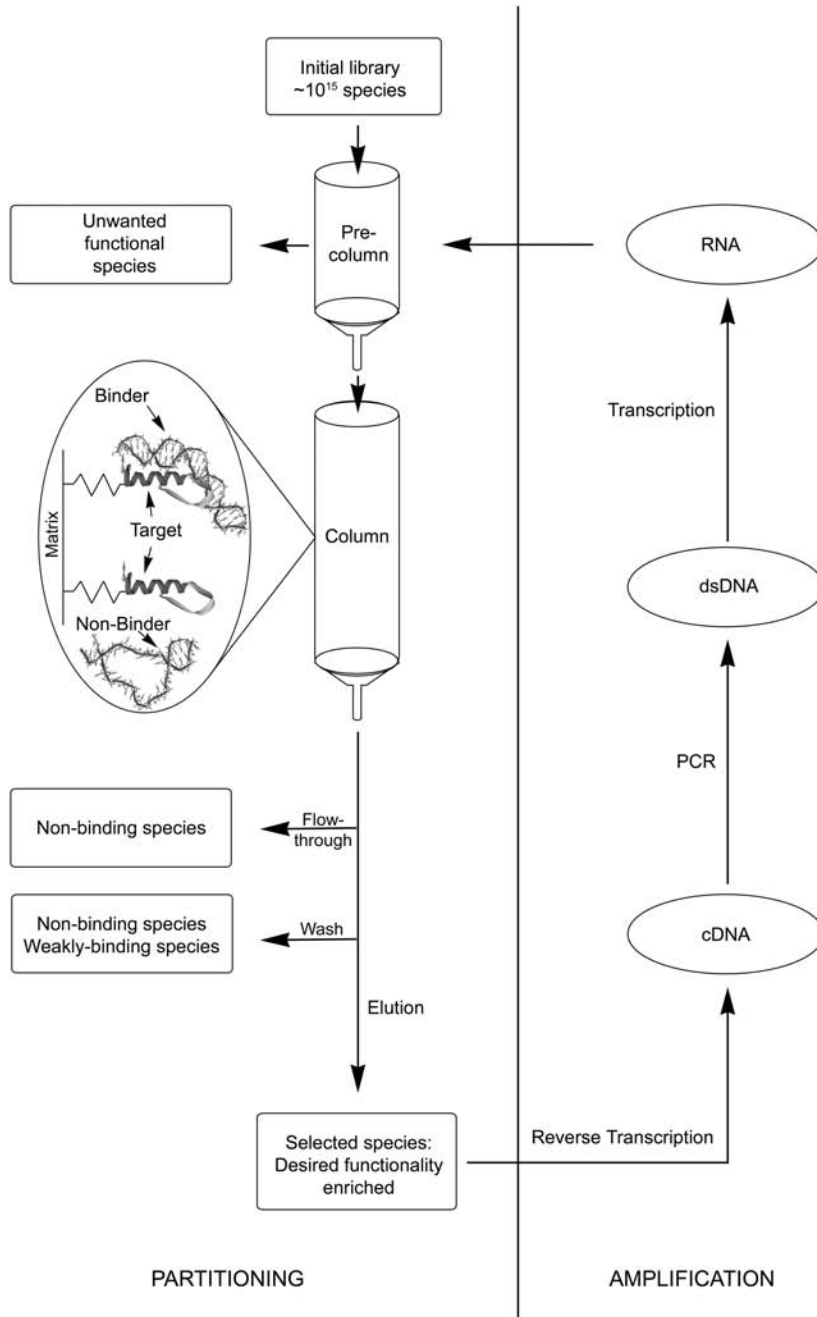 Initial library
~10¹⁵ species
Unwanted
functional
species
Pre-
column
RNA
Binder
Target
Matrix
Non-Binder
Column
Transcription
dsDNA
PCR
Non-binding species
Flow-
through
Non-binding species
Weakly-binding species
Wash
cDNA
Elution
Selected species:
Desired functionality
enriched
Reverse Transcription
PARTITIONING
AMPLIFICATION